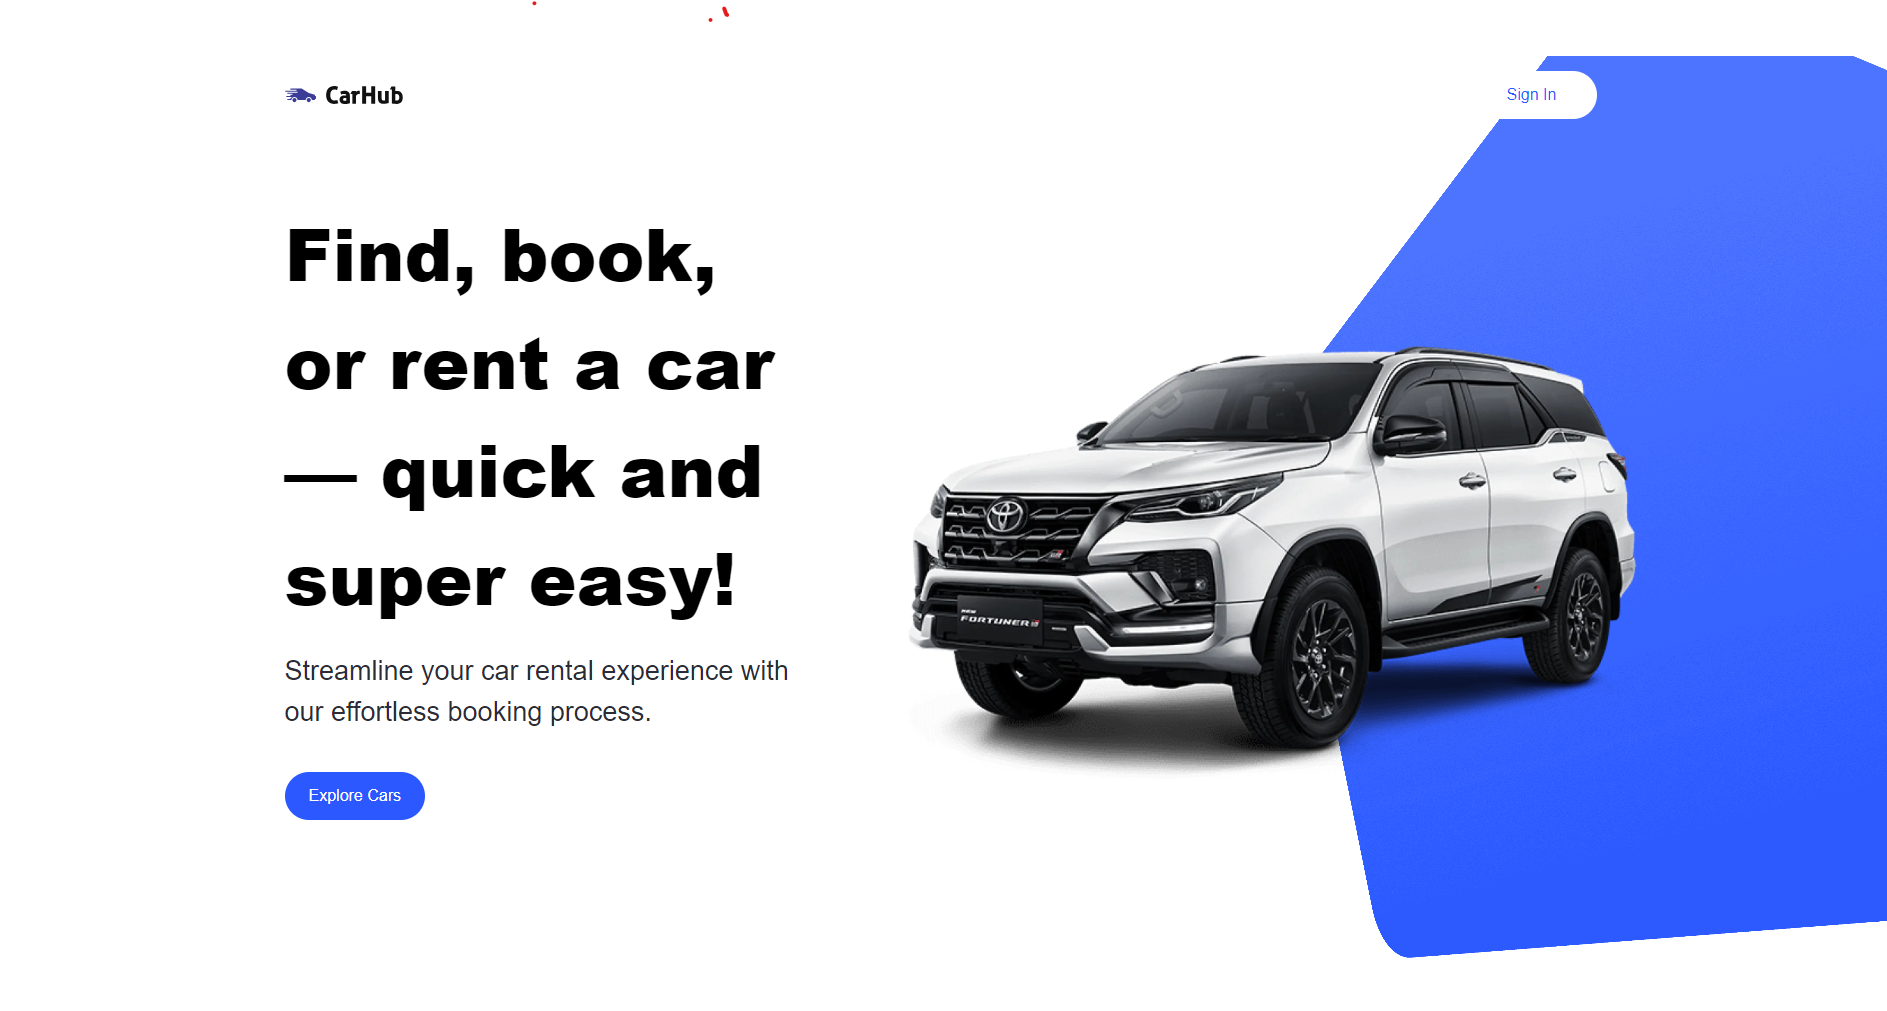 CarHub
Sign In
Find, book,
or rent a car
— quick and
super easy!
Streamline your car rental experience with
our effortless booking process.
Explore Cars
NEW
FORTUNER GR